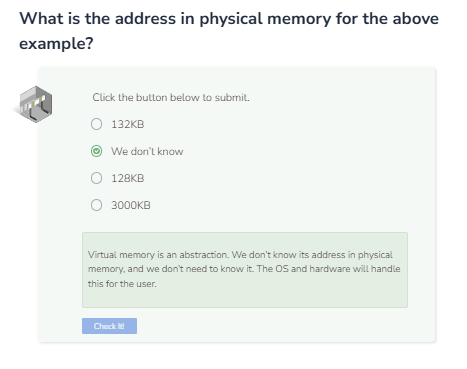 What is the address in physical memory for the above
example?
Click the button below to submit.
132KB
We don't know
128KB
3000KB
Virtual memory is an abstraction. We don't know its address in physical
memory, and we don't need to know it. The OS and hardware will handle
this for the user.
Check It!